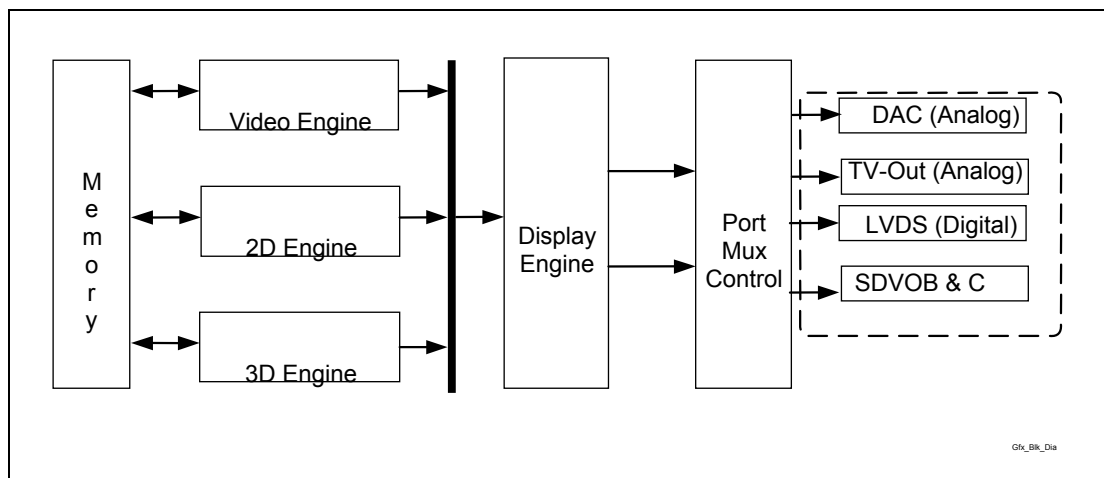 Memory
Video Engine
2D Engine
3D Engine
Display
Engine
Port
Mux
Control
DAC (Analog)
TV-Out (Analog)
LVDS (Digital)
SDVOB & C
Gfx_Blk_Dia